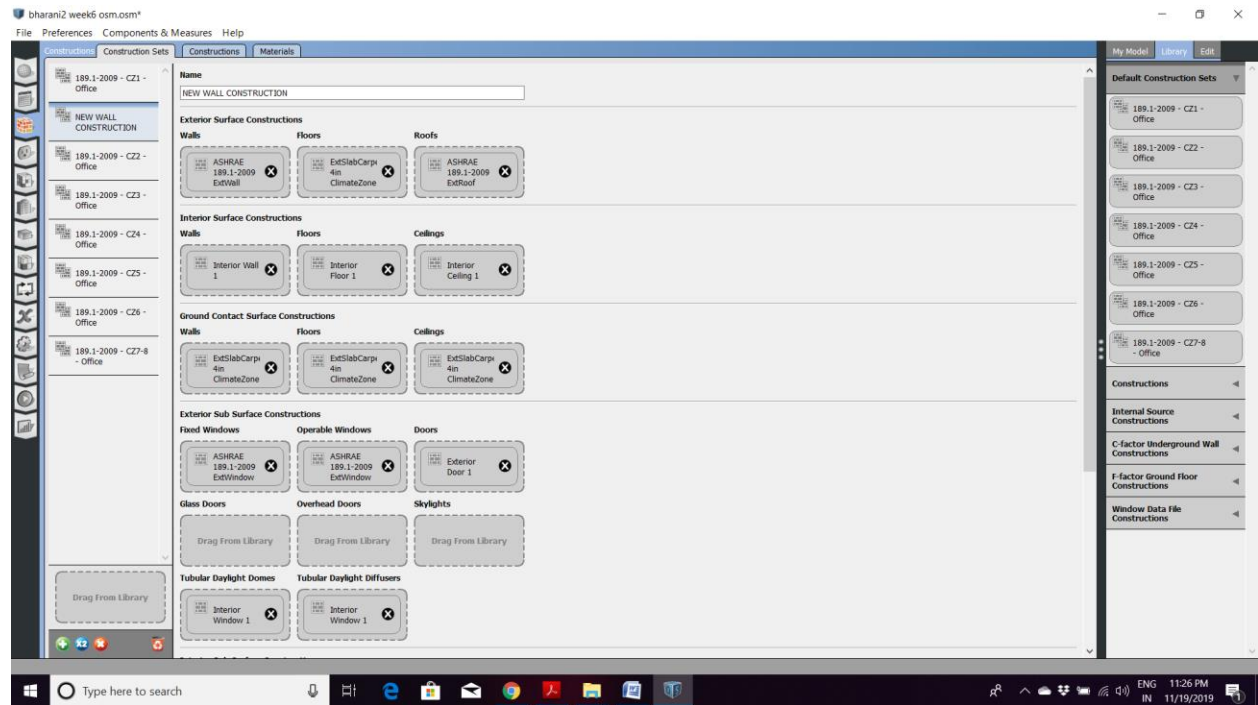 bharani2 week6 osm.osm*
File Preferences Components & Measures Help
Constructions Construction Sets Constructions Materials
My Model Library Edit
189.1-2009 - CZ1 -
Office
NEW WALL
CONSTRUCTION
189.1-2009 - CZ2 -
Office
189.1-2009 - CZ3 -
Office
189.1-2009 - CZ4 -
Office
189.1-2009 - CZ5 -
Office
189.1-2009 - CZ6 -
Office
189.1-2009 - CZ7-8
- Office
Drag From Library
x2
Name
NEW WALL CONSTRUCTION
Exterior Surface Constructions
Walls Floors Roofs
ASHRAE
189.1-2009
ExtWall
ExtSlabCarp
4in
ClimateZone
ASHRAE
189.1-2009
ExtRoof
Interior Surface Constructions
Walls Floors Ceilings
Interior Wall
1
Interior
Floor 1
Interior
Ceiling 1
Ground Contact Surface Constructions
Walls Floors Ceilings
ExtSlabCarp
4in
ClimateZone
ExtSlabCarp
4in
ClimateZone
ExtSlabCarp
4in
ClimateZone
Exterior Sub Surface Constructions
Fixed Windows Operable Windows Doors
ASHRAE
189.1-2009
ExtWindow
ASHRAE
189.1-2009
ExtWindow
Exterior
Door 1
Glass Doors Overhead Doors Skylights
Drag From Library Drag From Library Drag From Library
Tubular Daylight Domes Tubular Daylight Diffusers
Interior
Window 1
Interior
Window 1
Default Construction Sets
189.1-2009 - CZ1 -
Office
189.1-2009 - CZ2 -
Office
189.1-2009 - CZ3 -
Office
189.1-2009 - CZ4 -
Office
189.1-2009 - CZ5 -
Office
189.1-2009 - CZ6 -
Office
189.1-2009 - CZ7-8
- Office
Constructions
Internal Source
Constructions
C-factor Underground Wall
Constructions
F-factor Ground Floor
Constructions
Window Data File
Constructions
Type here to search
ENG 11:26 PM
IN 11/19/2019